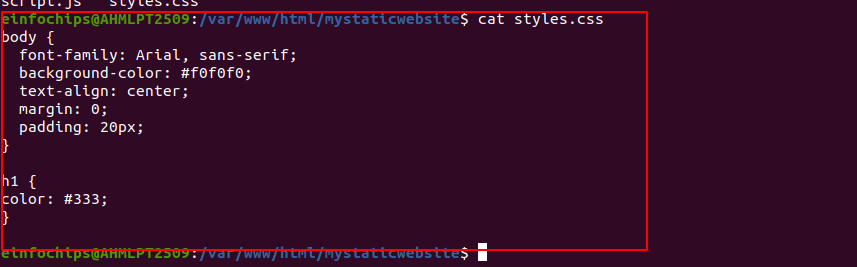 script.js   styles.css
einfochips@AHMLPT2509:/var/www/html/mystaticwebsite$ cat styles.css
body {
  font-family: Arial, sans-serif;
  background-color: #f0f0f0;
  text-align: center;
  margin: 0;
  padding: 20px;
}

h1 {
color: #333;
}
einfochips@AHMLPT2509:/var/www/html/mystaticwebsite$